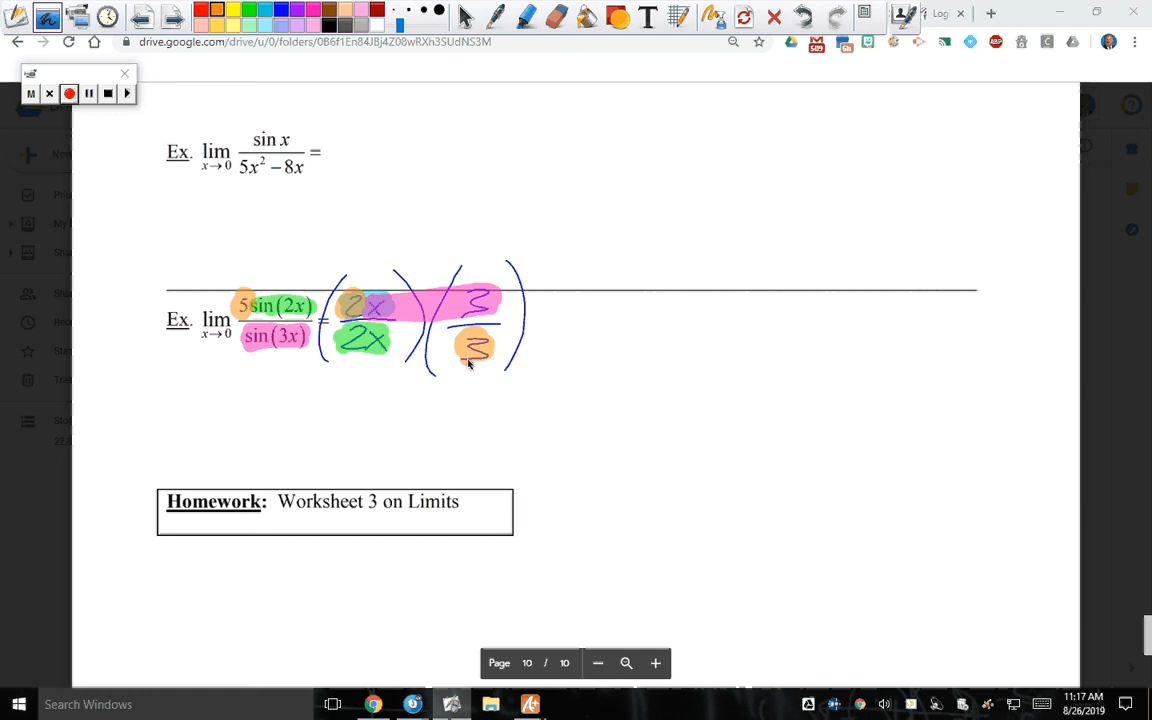 Log
drive.google.com/drive/u/0/folders/0B6f1En84JBj4Z08wRXh3SUdNS3M
M
Ex. lim x→0 sin x / 5x² − 8x =
Ex. lim x→0 5sin(2x) / sin(3x) = (2x / 2x) (3 / 3)
Homework: Worksheet 3 on Limits
Page 10 / 10
Search Windows
11:17 AM
8/26/2019